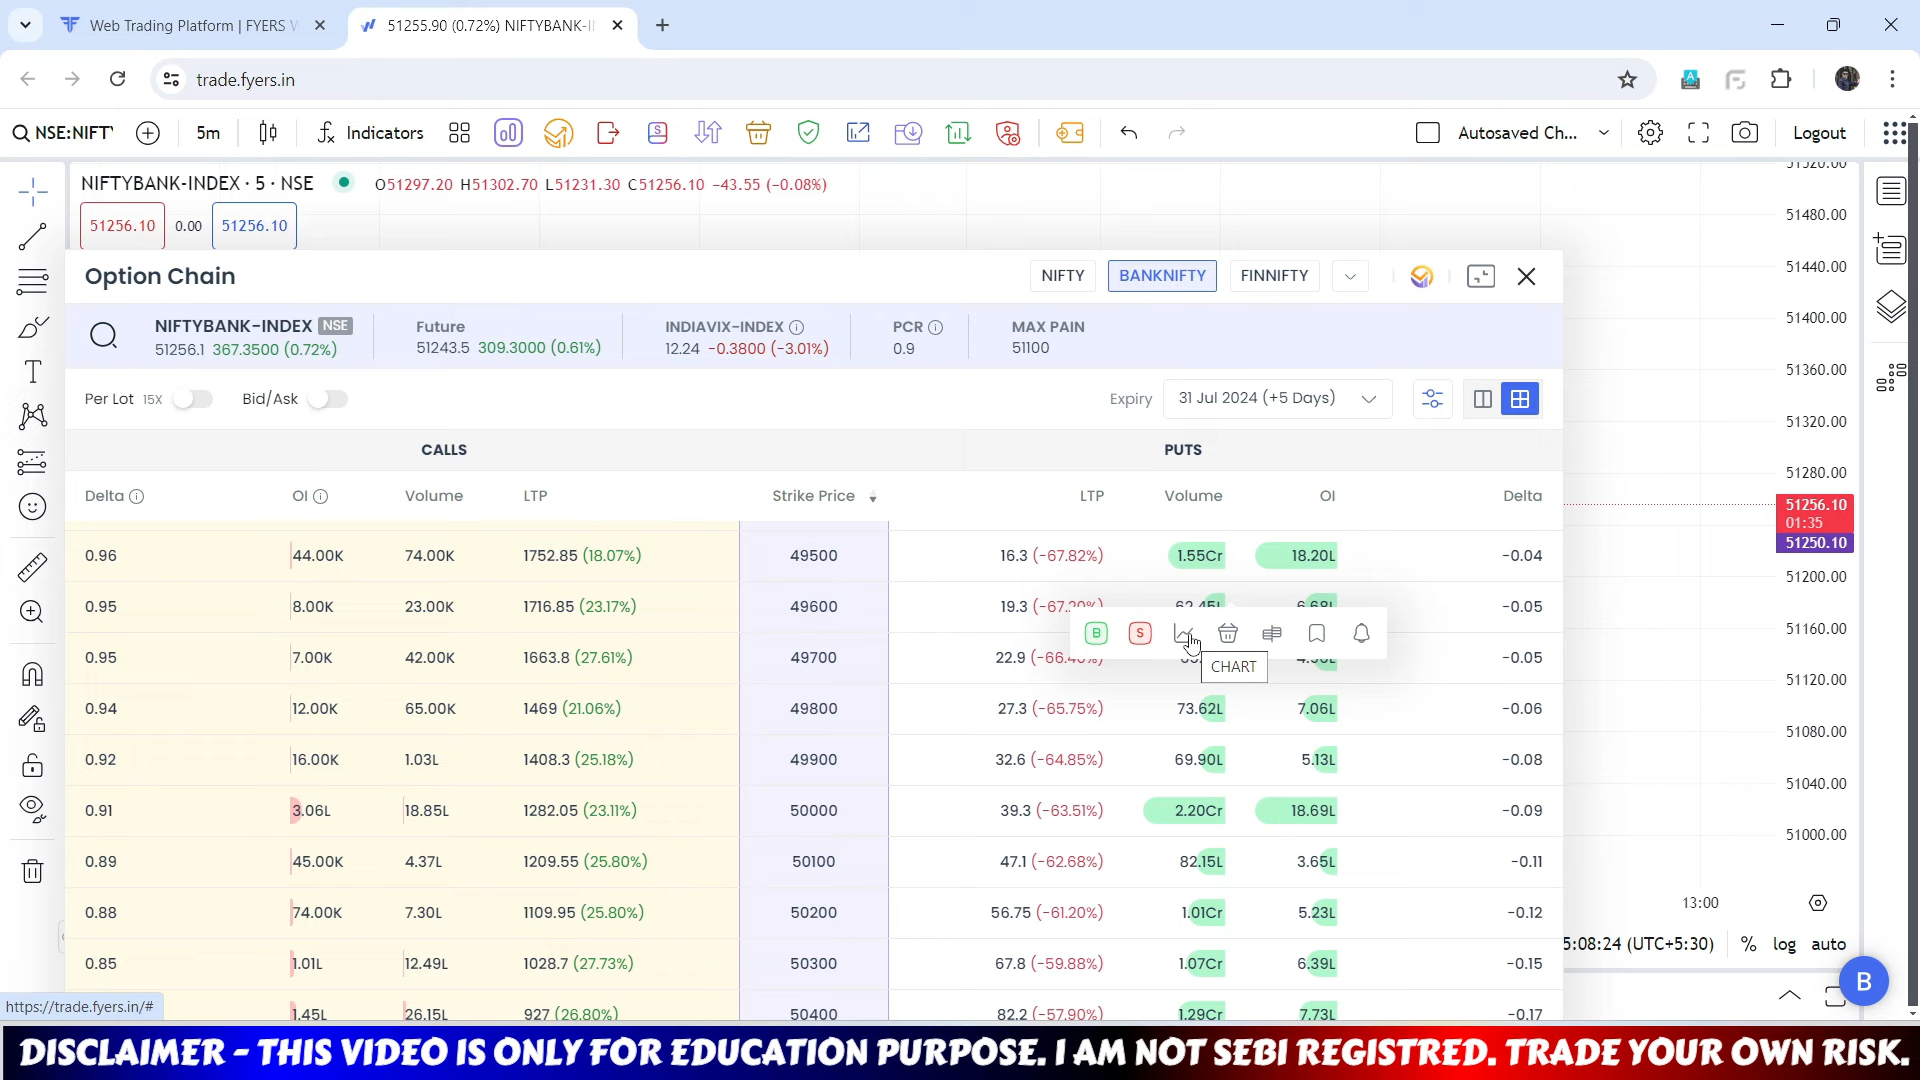 Web Trading Platform | FYERS W
51255.90 (0.72%) NIFTYBANK-I
trade.fyers.in
NSE:NIFTY
5m
Indicators
S
Autosaved Ch...
Logout
NIFTYBANK-INDEX · 5 · NSE
O51297.20 H51302.70 L51231.30 C51256.10 -43.55 (-0.08%)
51256.10
0.00
51256.10
Option Chain
NIFTY
BANKNIFTY
FINNIFTY
NIFTYBANK-INDEX NSE
51256.1 367.3500 (0.72%)
Future
51243.5 309.3000 (0.61%)
INDIAVIX-INDEX
12.24 -0.3800 (-3.01%)
PCR
0.9
MAX PAIN
51100
Per Lot 15X
Bid/Ask
Expiry
31 Jul 2024 (+5 Days)
CALLS
PUTS
Delta OI Volume LTP Strike Price LTP Volume OI Delta
0.96 44.00K 74.00K 1752.85 (18.07%) 49500 16.3 (-67.82%) 1.55Cr 18.20L -0.04
0.95 8.00K 23.00K 1716.85 (23.17%) 49600 19.3 (-67.20%) 62.45L 6.68L -0.05
B S
CHART
0.95 7.00K 42.00K 1663.8 (27.61%) 49700 22.9 -0.05
0.94 12.00K 65.00K 1469 (21.06%) 49800 27.3 (-65.75%) 73.62L 7.06L -0.06
0.92 16.00K 1.03L 1408.3 (25.18%) 49900 32.6 (-64.85%) 69.90L 5.13L -0.08
0.91 3.06L 18.85L 1282.05 (23.11%) 50000 39.3 (-63.51%) 2.20Cr 18.69L -0.09
0.89 45.00K 4.37L 1209.55 (25.80%) 50100 47.1 (-62.68%) 82.15L 3.65L -0.11
0.88 74.00K 7.30L 1109.95 (25.80%) 50200 56.75 (-61.20%) 1.01Cr 5.23L -0.12
0.85 1.01L 12.49L 1028.7 (27.73%) 50300 67.8 (-59.88%) 1.07Cr 6.39L -0.15
1.45L 26.15L 927 (26.80%) 50400 82.2 (-57.90%) 1.29Cr 7.73L -0.17
51520.00
51480.00
51440.00
51400.00
51360.00
51320.00
51280.00
51256.10
01:35
51250.10
51200.00
51160.00
51120.00
51080.00
51040.00
51000.00
13:00
5:08:24 (UTC+5:30)
% log auto
B
https://trade.fyers.in/#
DISCLAIMER - THIS VIDEO IS ONLY FOR EDUCATION PURPOSE. I AM NOT SEBI REGISTRED. TRADE YOUR OWN RISK.